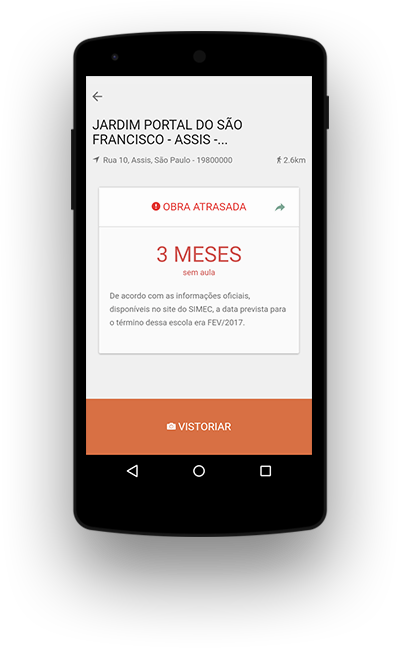 JARDIM PORTAL DO SÃO
FRANCISCO - ASSIS -...
Rua 10, Assis, São Paulo - 19800000 2.6km
OBRA ATRASADA
3 MESES
sem aula
De acordo com as informações oficiais,
disponíveis no site do SIMEC, a data prevista para
o término dessa escola era FEV/2017.
VISTORIAR